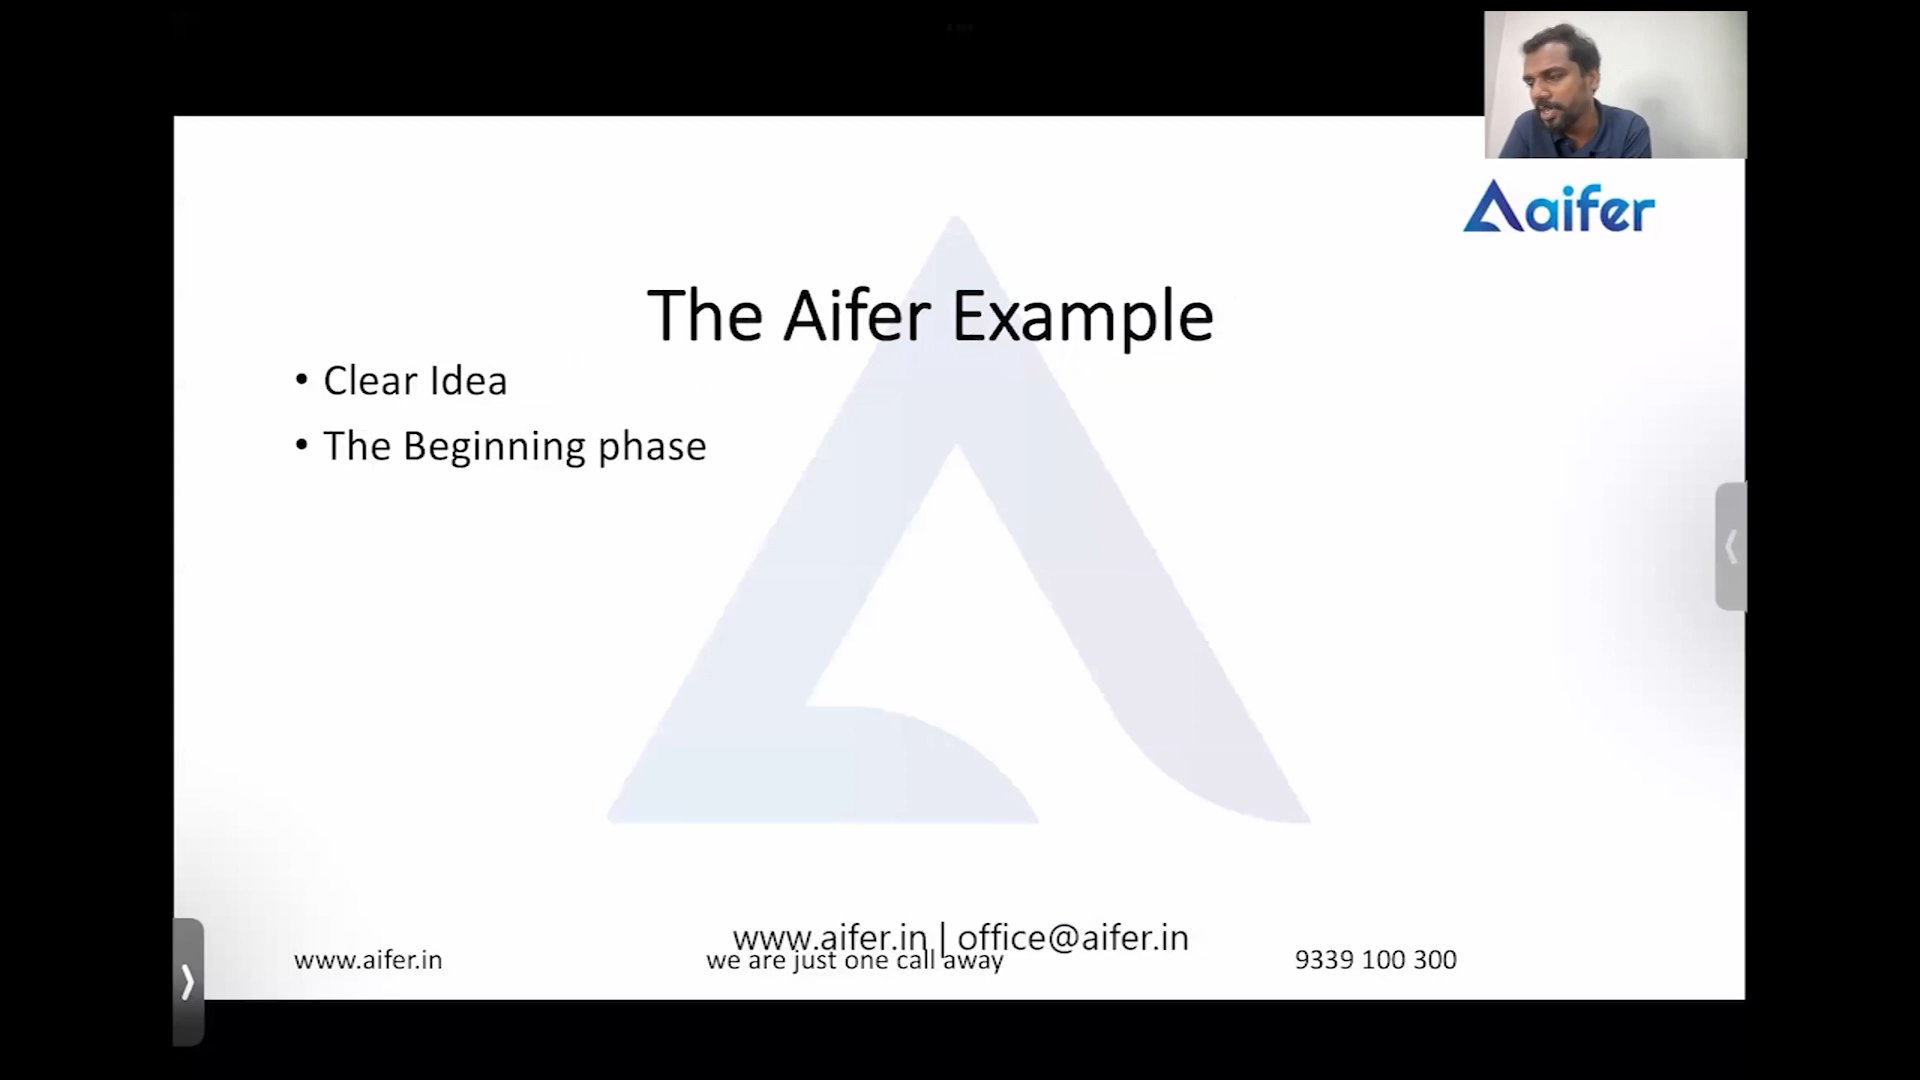 aifer
The Aifer Example
• Clear Idea
• The Beginning phase
www.aifer.in | office@aifer.in
www.aifer.in
we are just one call away
9339 100 300